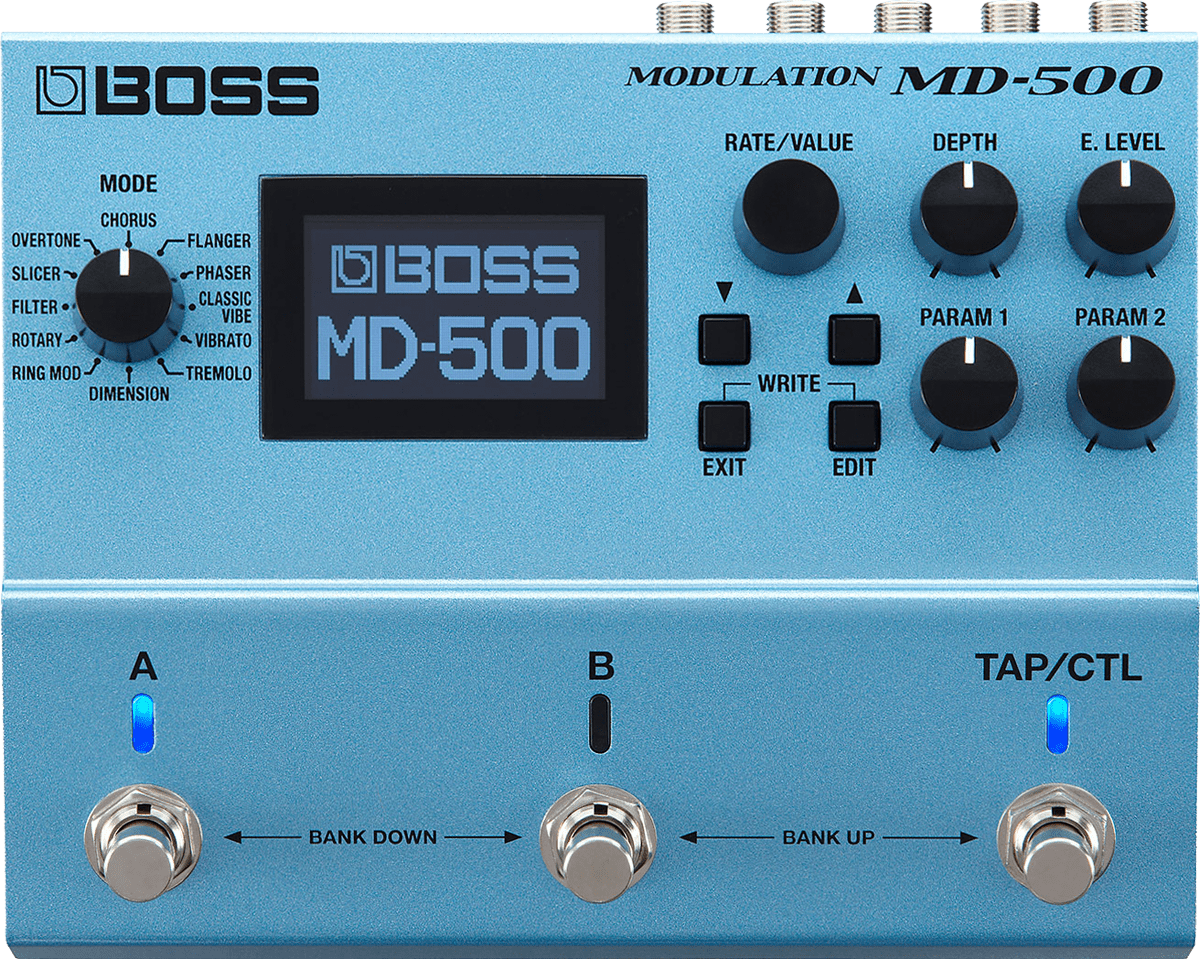 BOSS
MODULATION MD-500
MODE
CHORUS
OVERTONE
FLANGER
SLICER
PHASER
FILTER
CLASSIC
VIBE
ROTARY
VIBRATO
RING MOD
TREMOLO
DIMENSION
BOSS
MD-500
RATE/VALUE
DEPTH
E. LEVEL
▼
▲
PARAM 1
PARAM 2
WRITE
EXIT
EDIT
A
B
TAP/CTL
BANK DOWN
BANK UP